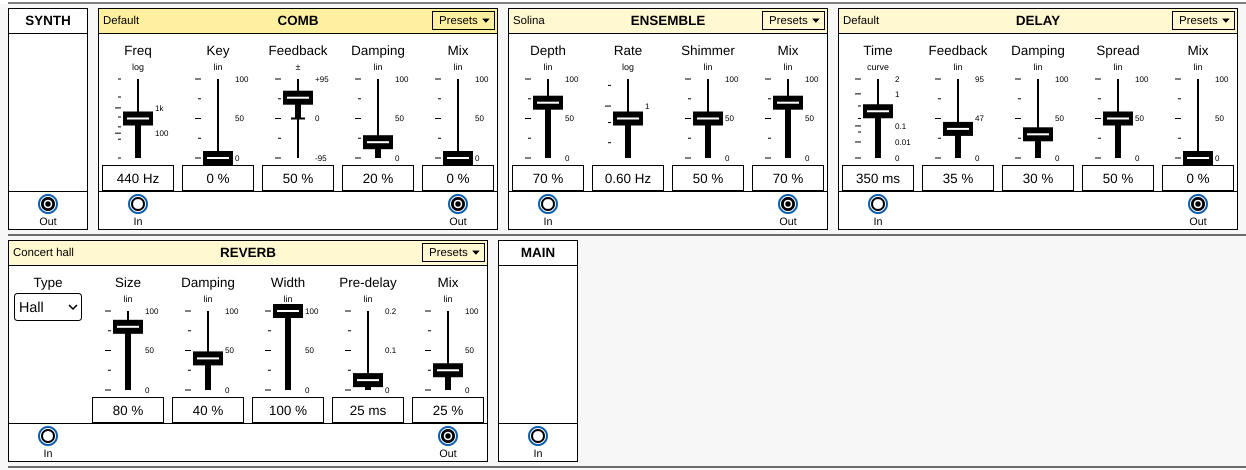 SYNTH
Out
Default COMB Presets
Freq Key Feedback Damping Mix
log lin ± lin lin
1k 100
100 50 0
+95 0 -95
100 50 0
100 50 0
440 Hz 0 % 50 % 20 % 0 %
In Out
Solina ENSEMBLE Presets
Depth Rate Shimmer Mix
lin log lin lin
100 50 0
1
100 50 0
100 50 0
70 % 0.60 Hz 50 % 70 %
In Out
Default DELAY Presets
Time Feedback Damping Spread Mix
curve lin lin lin lin
2 1 0.1 0.01 0
95 47 0
100 50 0
100 50 0
100 50 0
350 ms 35 % 30 % 50 % 0 %
In Out
Concert hall REVERB Presets
Type Size Damping Width Pre-delay Mix
Hall
lin lin lin lin lin
100 50 0
100 50 0
100 50 0
0.2 0.1 0
100 50 0
80 % 40 % 100 % 25 ms 25 %
In Out
MAIN
In